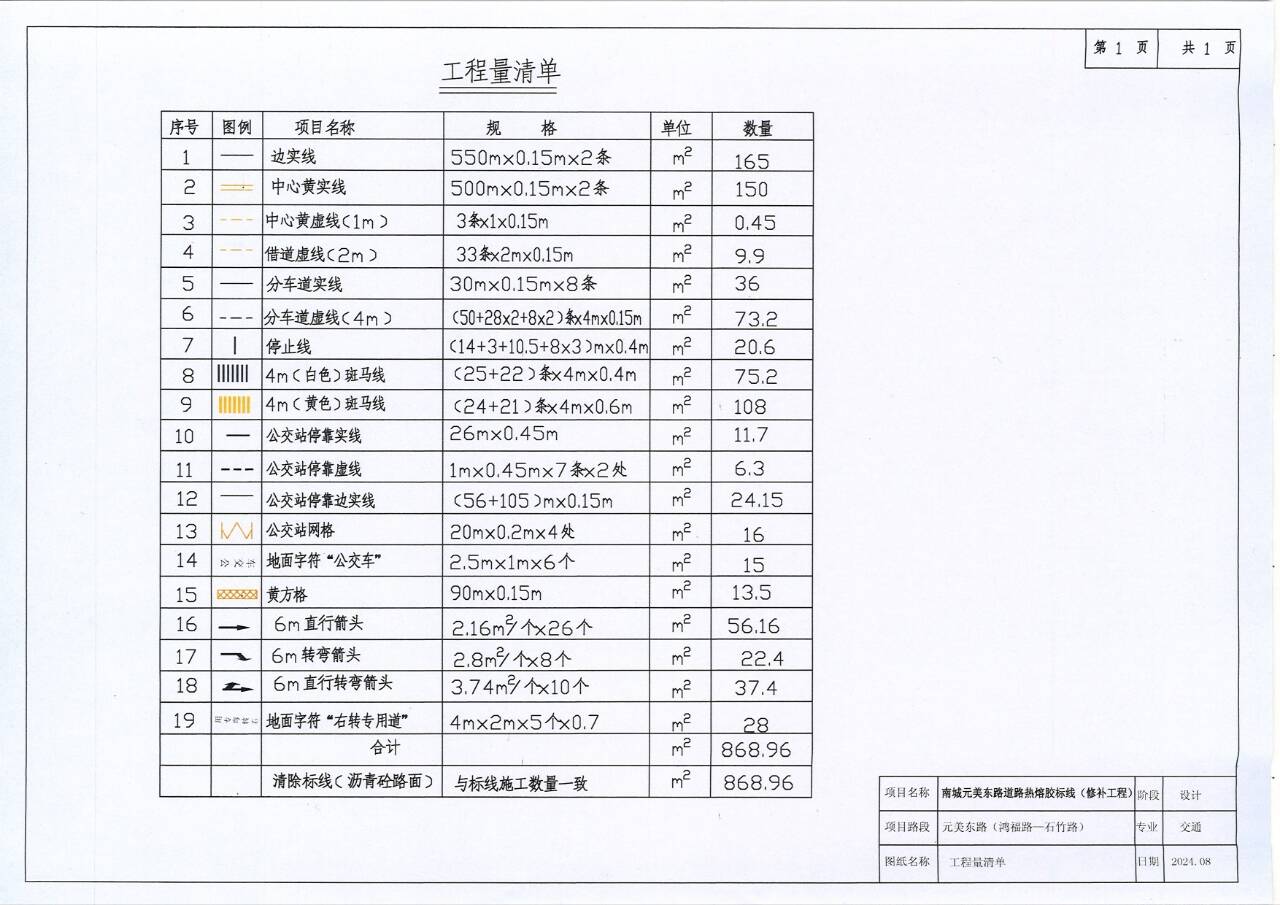 第 1 页 共 1 页
工程量清单
序号 图例 项目名称 规 格 单位 数量
1 边实线 550m×0.15m×2条 m² 165
2 中心黄实线 500m×0.15m×2条 m² 150
3 中心黄虚线(1m) 3条×1×0.15m m² 0.45
4 借道虚线(2m) 33条×2m×0.15m m² 9.9
5 分车道实线 30m×0.15m×8条 m² 36
6 分车道虚线(4m) (50+28×2+8×2)条×4m×0.15m m² 73.2
7 停止线 (14+3+10.5+8×3)m×0.4m m² 20.6
8 4m(白色)斑马线 (25+22)条×4m×0.4m m² 75.2
9 4m(黄色)斑马线 (24+21)条×4m×0.6m m² 108
10 公交站停靠实线 26m×0.45m m² 11.7
11 公交站停靠虚线 1m×0.45m×7条×2处 m² 6.3
12 公交站停靠边实线 (56+105)m×0.15m m² 24.15
13 公交站网格 20m×0.2m×4处 m² 16
14 公交车 地面字符“公交车” 2.5m×1m×6个 m² 15
15 黄方格 90m×0.15m m² 13.5
16 6m直行箭头 2.16m²/个×26个 m² 56.16
17 6m转弯箭头 2.8m²/个×8个 m² 22.4
18 6m直行转弯箭头 3.74m²/个×10个 m² 37.4
19 用专转右 地面字符“右转专用道” 4m×2m×5个×0.7 m² 28
合计 m² 868.96
清除标线(沥青砼路面) 与标线施工数量一致 m² 868.96
项目名称 南城元美东路道路热熔胶标线（修补工程） 阶段 设计
项目路段 元美东路（鸿福路—石竹路） 专业 交通
图纸名称 工程量清单 日期 2024.08